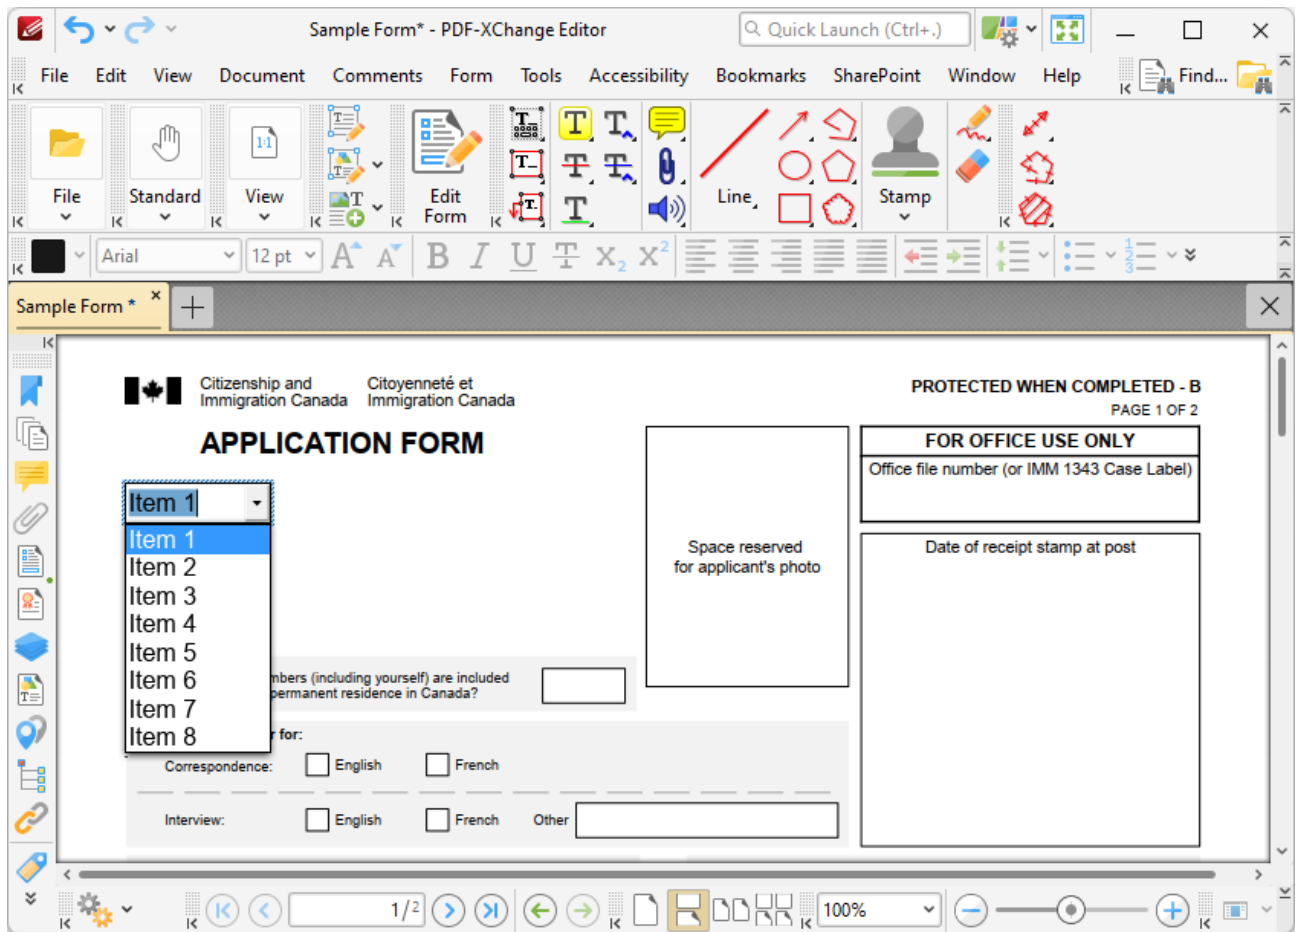 Sample Form* - PDF-XChange Editor
Quick Launch (Ctrl+.)
File Edit View Document Comments Form Tools Accessibility Bookmarks SharePoint Window Help
Find...
File
Standard
View
Edit Form
Line
Stamp
Arial
12 pt
Sample Form *
Citizenship and Immigration Canada
Citoyenneté et Immigration Canada
PROTECTED WHEN COMPLETED - B
PAGE 1 OF 2
APPLICATION FORM
FOR OFFICE USE ONLY
Office file number (or IMM 1343 Case Label)
Item 1
Item 1
Item 2
Item 3
Item 4
Item 5
Item 6
Item 7
Item 8
Space reserved
for applicant's photo
Date of receipt stamp at post
(including yourself) are included
permanent residence in Canada?
for:
Correspondence: English French
Interview: English French Other
1/2
100%